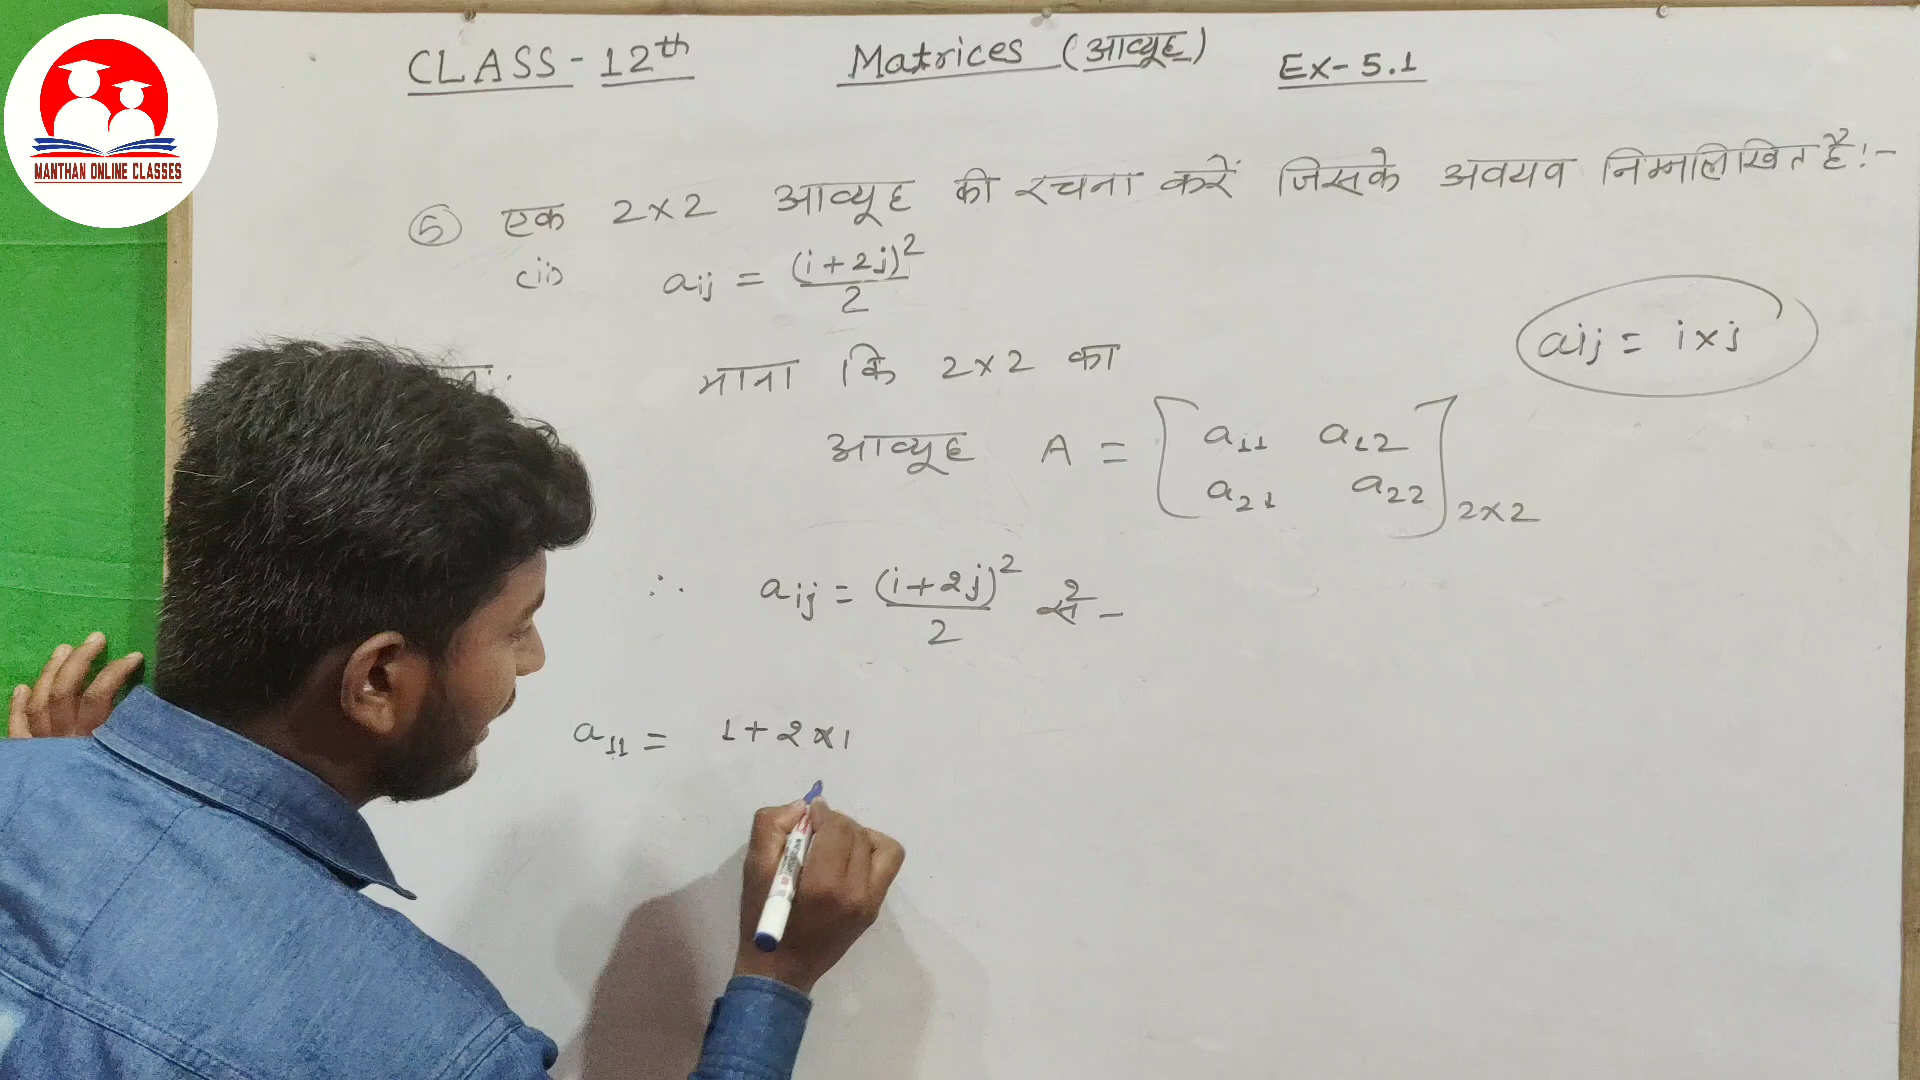 MANTHAN ONLINE CLASSES
CLASS - 12th Matrices (आव्यूह) Ex-5.1
(5) एक 2×2 आव्यूह की रचना करें जिसके अवयव निम्नलिखित है:-
(ii) aij = (i+2j)²/2
aij = i×j
माना कि 2×2 का
आव्यूह A = [a11 a12
a21 a22]2×2
∴ aij = (i+2j)²/2 से -
a11 = 1+2×1